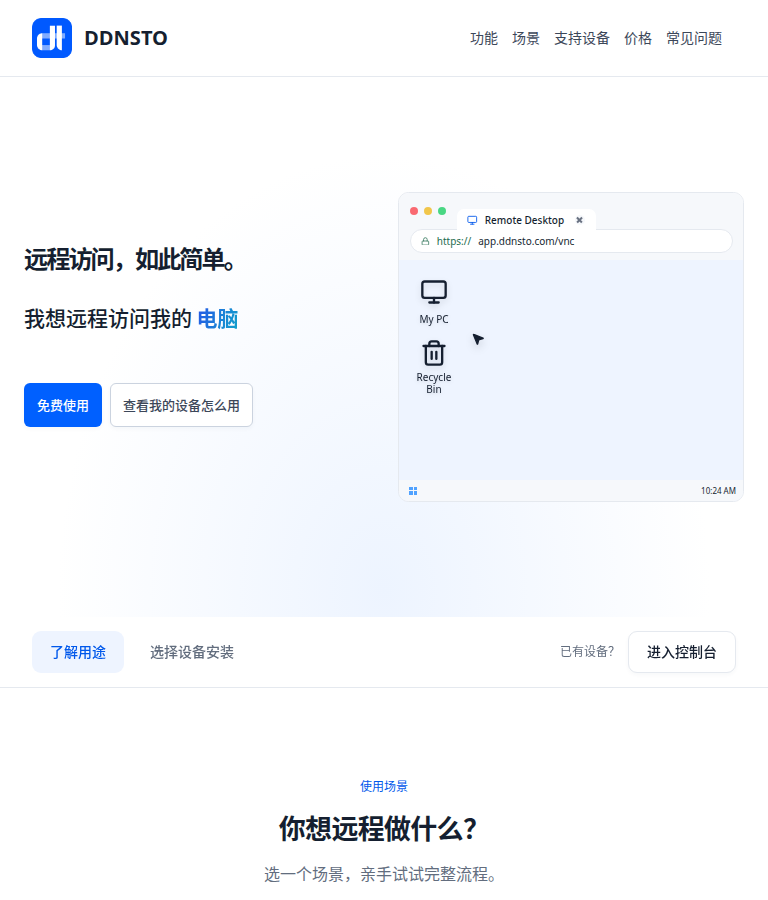 DDNSTO
功能 场景 支持设备 价格 常见问题
Remote Desktop
https:// app.ddnsto.com/vnc
远程访问，如此简单。
我想远程访问我的 电脑
免费使用 查看我的设备怎么用
My PC
Recycle
Bin
10:24 AM
了解用途 选择设备安装 已有设备？ 进入控制台
使用场景
你想远程做什么？
选一个场景，亲手试试完整流程。